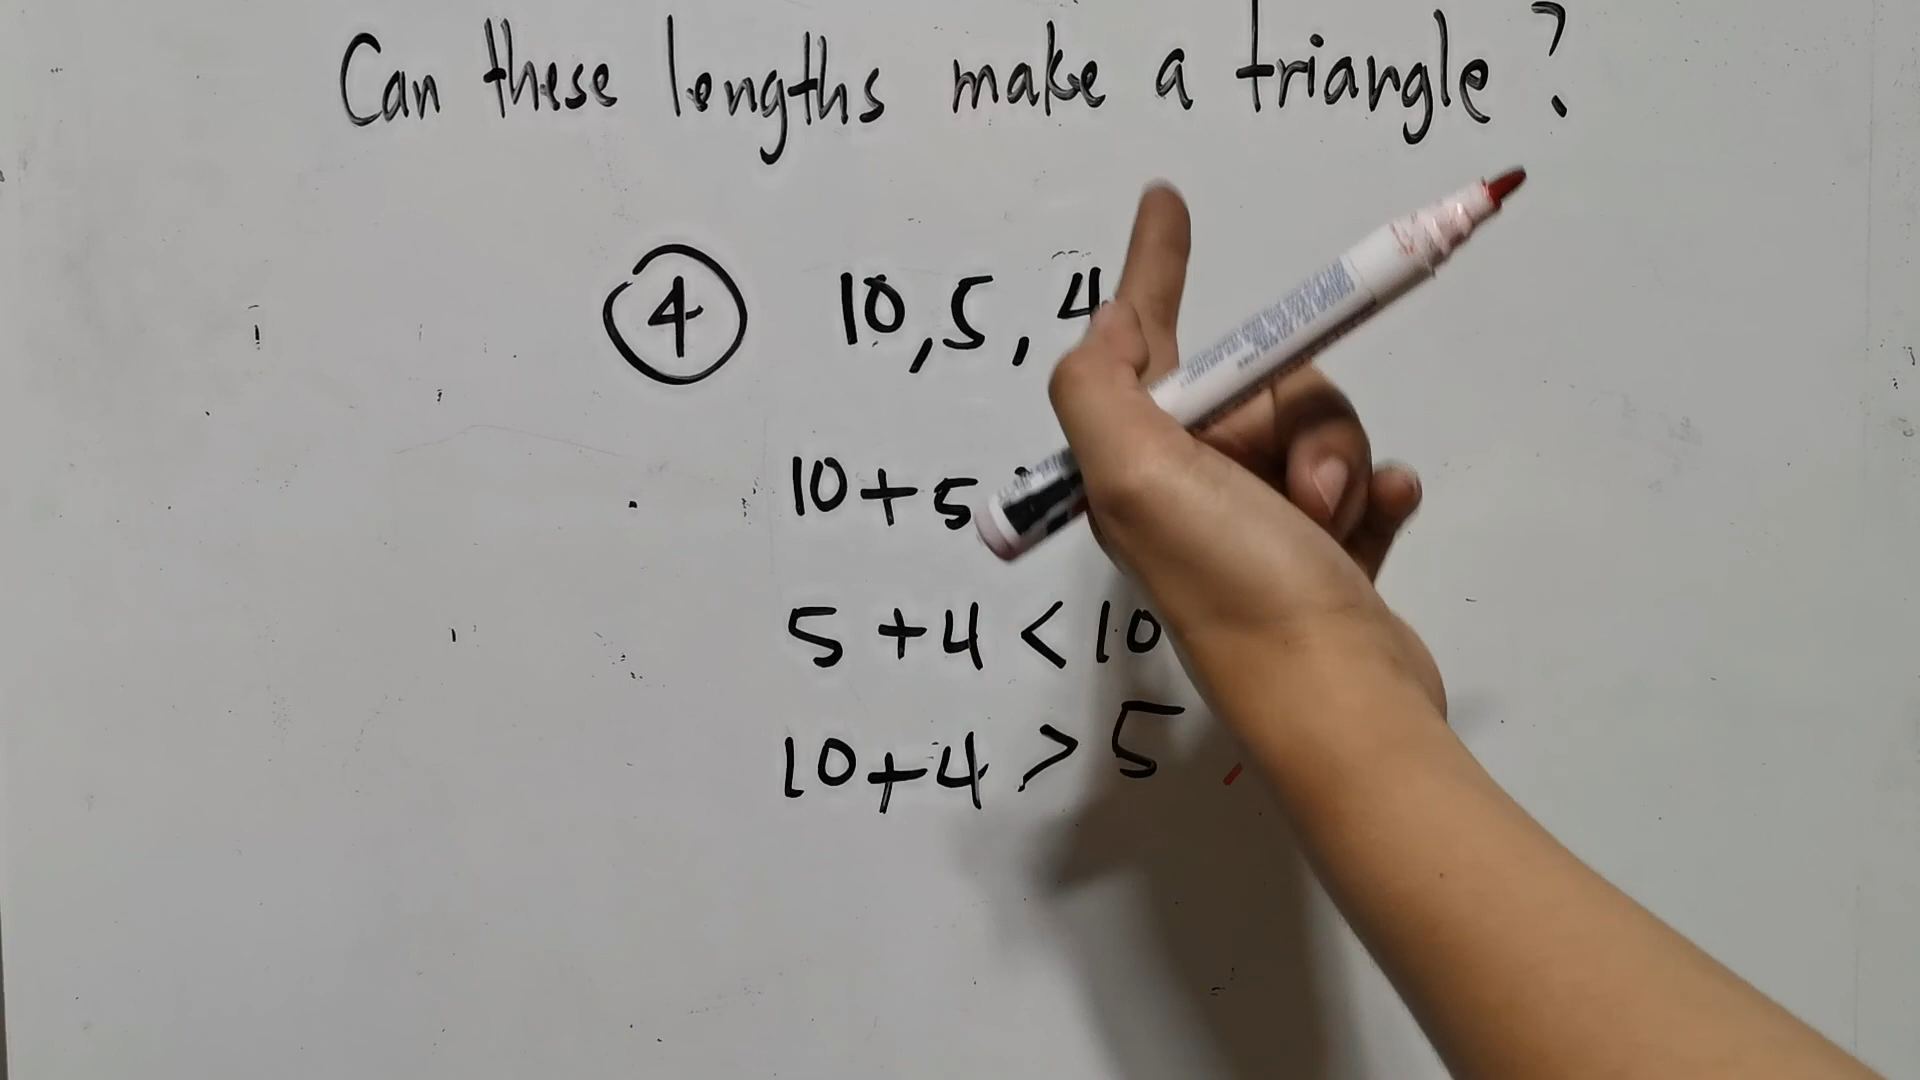 Can these lengths make a triangle?
④ 10, 5, 4
10 + 5
5 + 4 < 10
10 + 4 > 5